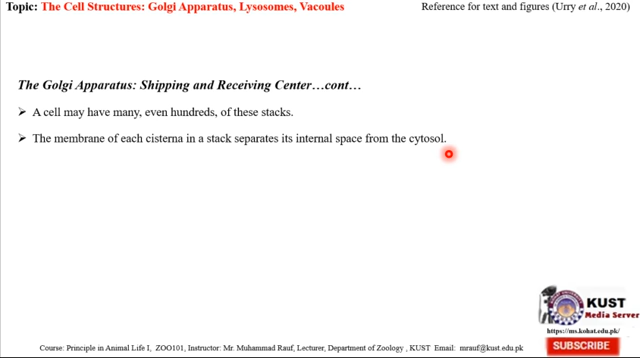 Topic: The Cell Structures: Golgi Apparatus, Lysosomes, Vacoules
Reference for text and figures (Urry et al., 2020)
The Golgi Apparatus: Shipping and Receiving Center…cont…
➢ A cell may have many, even hundreds, of these stacks.
➢ The membrane of each cisterna in a stack separates its internal space from the cytosol.
KUST
Media Server
https://ms.kohat.edu.pk/
SUBSCRIBE
Course: Principle in Animal Life I, ZOO101, Instructor: Mr. Muhammad Rauf, Lecturer, Department of Zoology , KUST Email: mrauf@kust.edu.pk